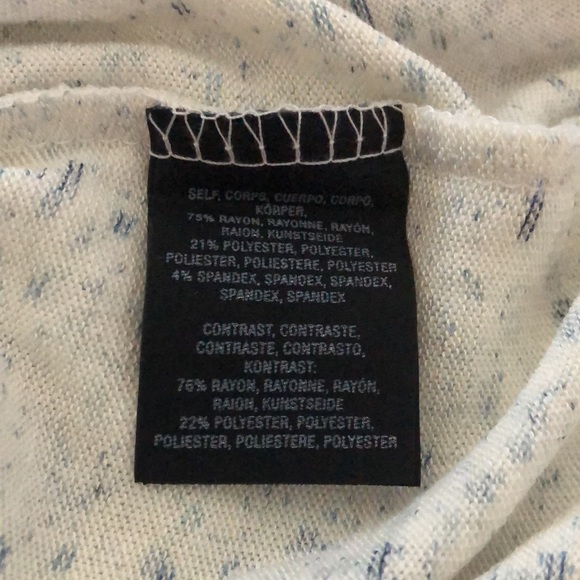 SELF, CORPS, CUERPO, CORPO,
KÖRPER,
75% RAYON, RAYONNE, RAYÓN,
RAION, KUNSTSEIDE
21% POLYESTER, POLYESTER,
POLIESTER, POLIESTERE, POLYESTER
4% SPANDEX, SPANDEX, SPANDEX,
SPANDEX, SPANDEX
CONTRAST, CONTRASTE,
CONTRASTE, CONTRASTO,
KONTRAST:
76% RAYON, RAYONNE, RAYÓN,
RAION, KUNSTSEIDE
22% POLYESTER, POLYESTER,
POLIESTER, POLIESTERE, POLYESTER